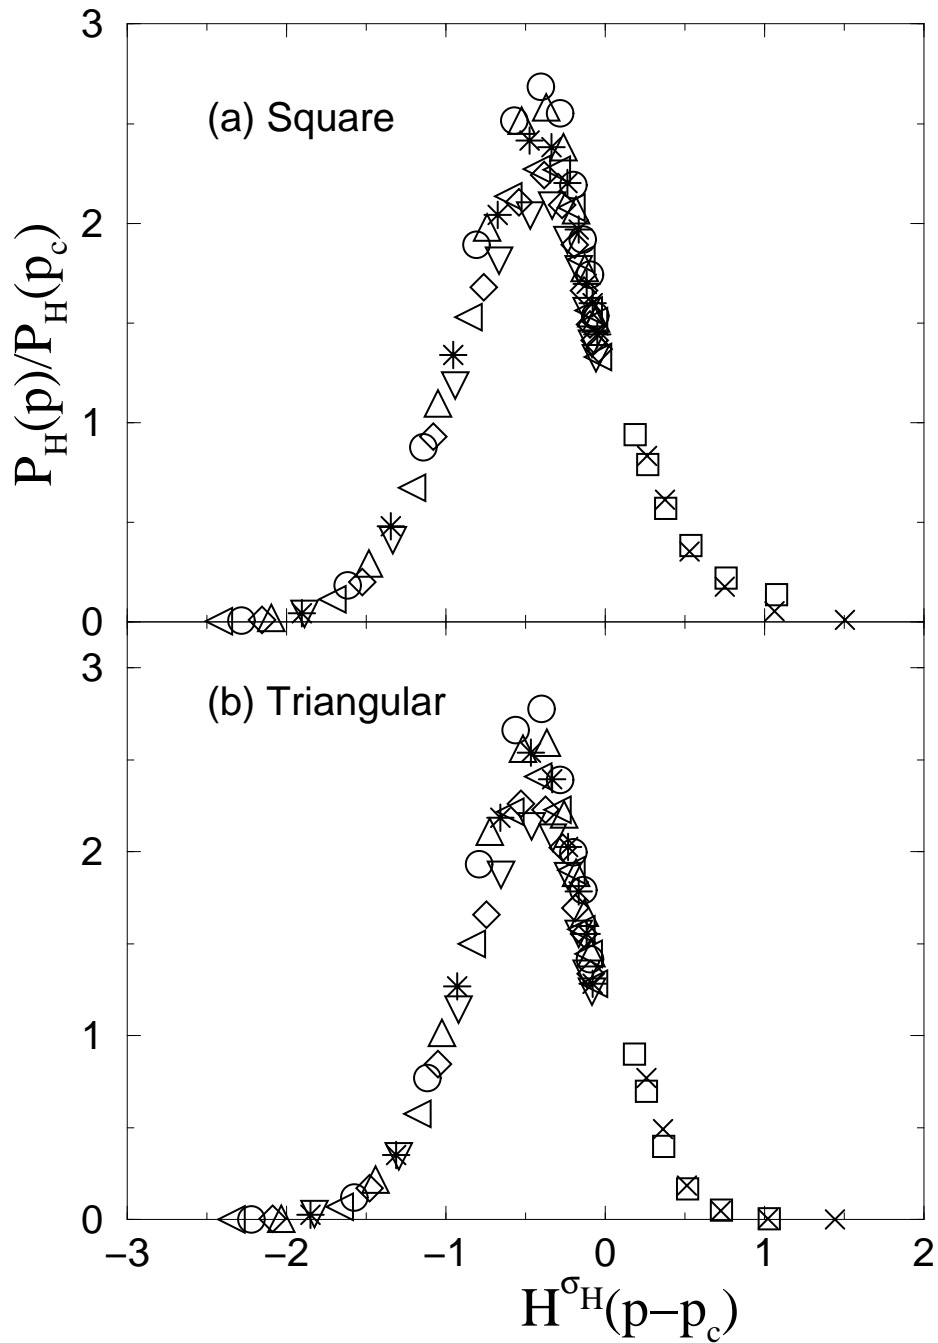 3
(a) Square
2
P_H(p)/P_H(p_c)
1
0
3
(b) Triangular
2
1
0
−3 −2 −1 0 1 2
H^{σ_H}(p−p_c)